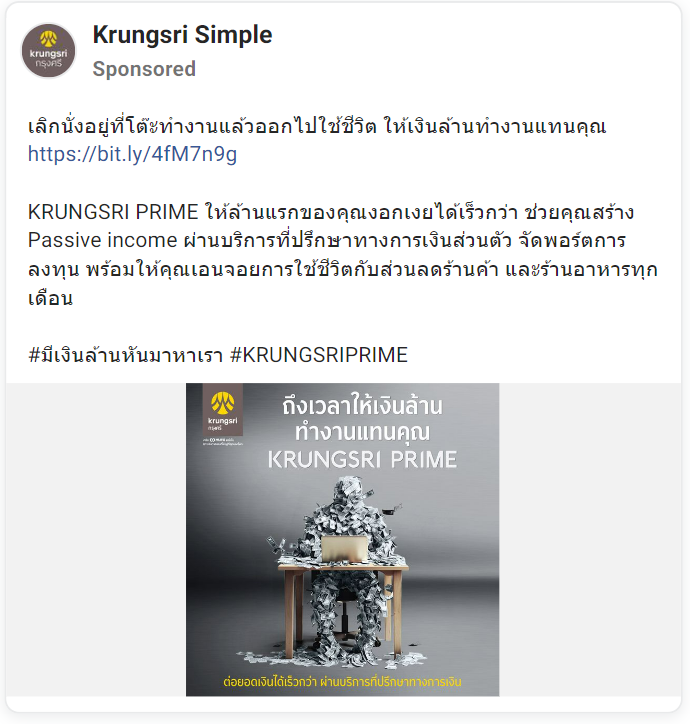 Krungsri Simple
Sponsored
krungsri
กรุงศรี
เลิกนั่งอยู่ที่โต๊ะทำงานแล้วออกไปใช้ชีวิต ให้เงินล้านทำงานแทนคุณ
https://bit.ly/4fM7n9g
KRUNGSRI PRIME ให้ล้านแรกของคุณงอกเงยได้เร็วกว่า ช่วยคุณสร้าง
Passive income ผ่านบริการที่ปรึกษาทางการเงินส่วนตัว จัดพอร์ตการ
ลงทุน พร้อมให้คุณเอนจอยการใช้ชีวิตกับส่วนลดร้านค้า และร้านอาหารทุก
เดือน
#มีเงินล้านหันมาหาเรา #KRUNGSRIPRIME
krungsri
กรุงศรี
ถึงเวลาให้เงินล้าน
ทำงานแทนคุณ
KRUNGSRI PRIME
ต่อยอดเงินได้เร็วกว่า ผ่านบริการที่ปรึกษาทางการเงิน